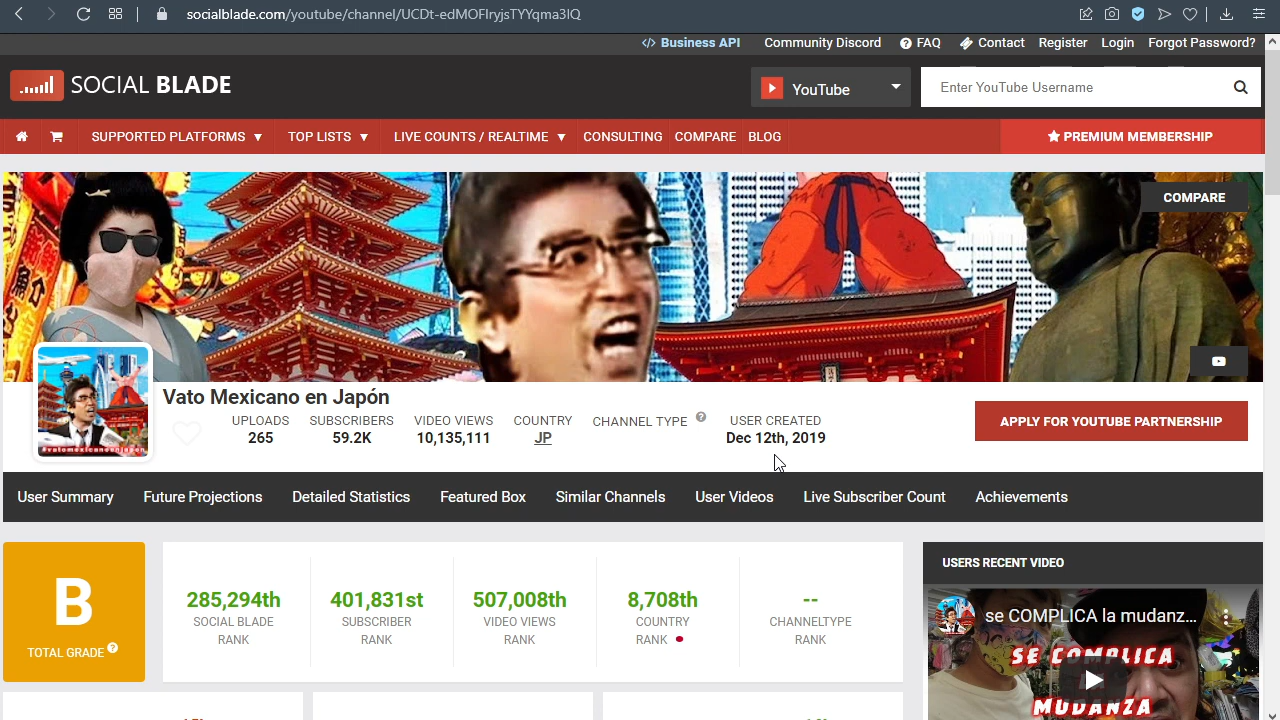 socialblade.com/youtube/channel/UCDt-edMOFIryjsTYYqma3lQ
</> Business API Community Discord FAQ Contact Register Login Forgot Password?
SOCIAL BLADE
YouTube
Enter YouTube Username
SUPPORTED PLATFORMS TOP LISTS LIVE COUNTS / REALTIME CONSULTING COMPARE BLOG
PREMIUM MEMBERSHIP
COMPARE
Vato Mexicano en Japón
UPLOADS SUBSCRIBERS VIDEO VIEWS COUNTRY CHANNEL TYPE USER CREATED
265 59.2K 10,135,111 JP Dec 12th, 2019
APPLY FOR YOUTUBE PARTNERSHIP
#vatomexicanoenjapon
User Summary Future Projections Detailed Statistics Featured Box Similar Channels User Videos Live Subscriber Count Achievements
B
TOTAL GRADE
285,294th 401,831st 507,008th 8,708th --
SOCIAL BLADE SUBSCRIBER VIDEO VIEWS COUNTRY CHANNELTYPE
RANK RANK RANK RANK RANK
USERS RECENT VIDEO
se COMPLICA la mudanz...
SE COMPLICA
LA
MUDANZA